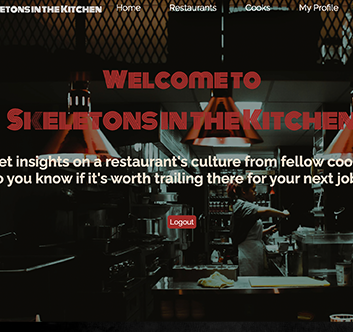 ELETONS IN THE KITCHEN
Home Restaurants Cooks My Profile
Welcome to
Skeletons in the Kitchen
et insights on a restaurant's culture from fellow coo
o you know if it's worth trailing there for your next job
Logout